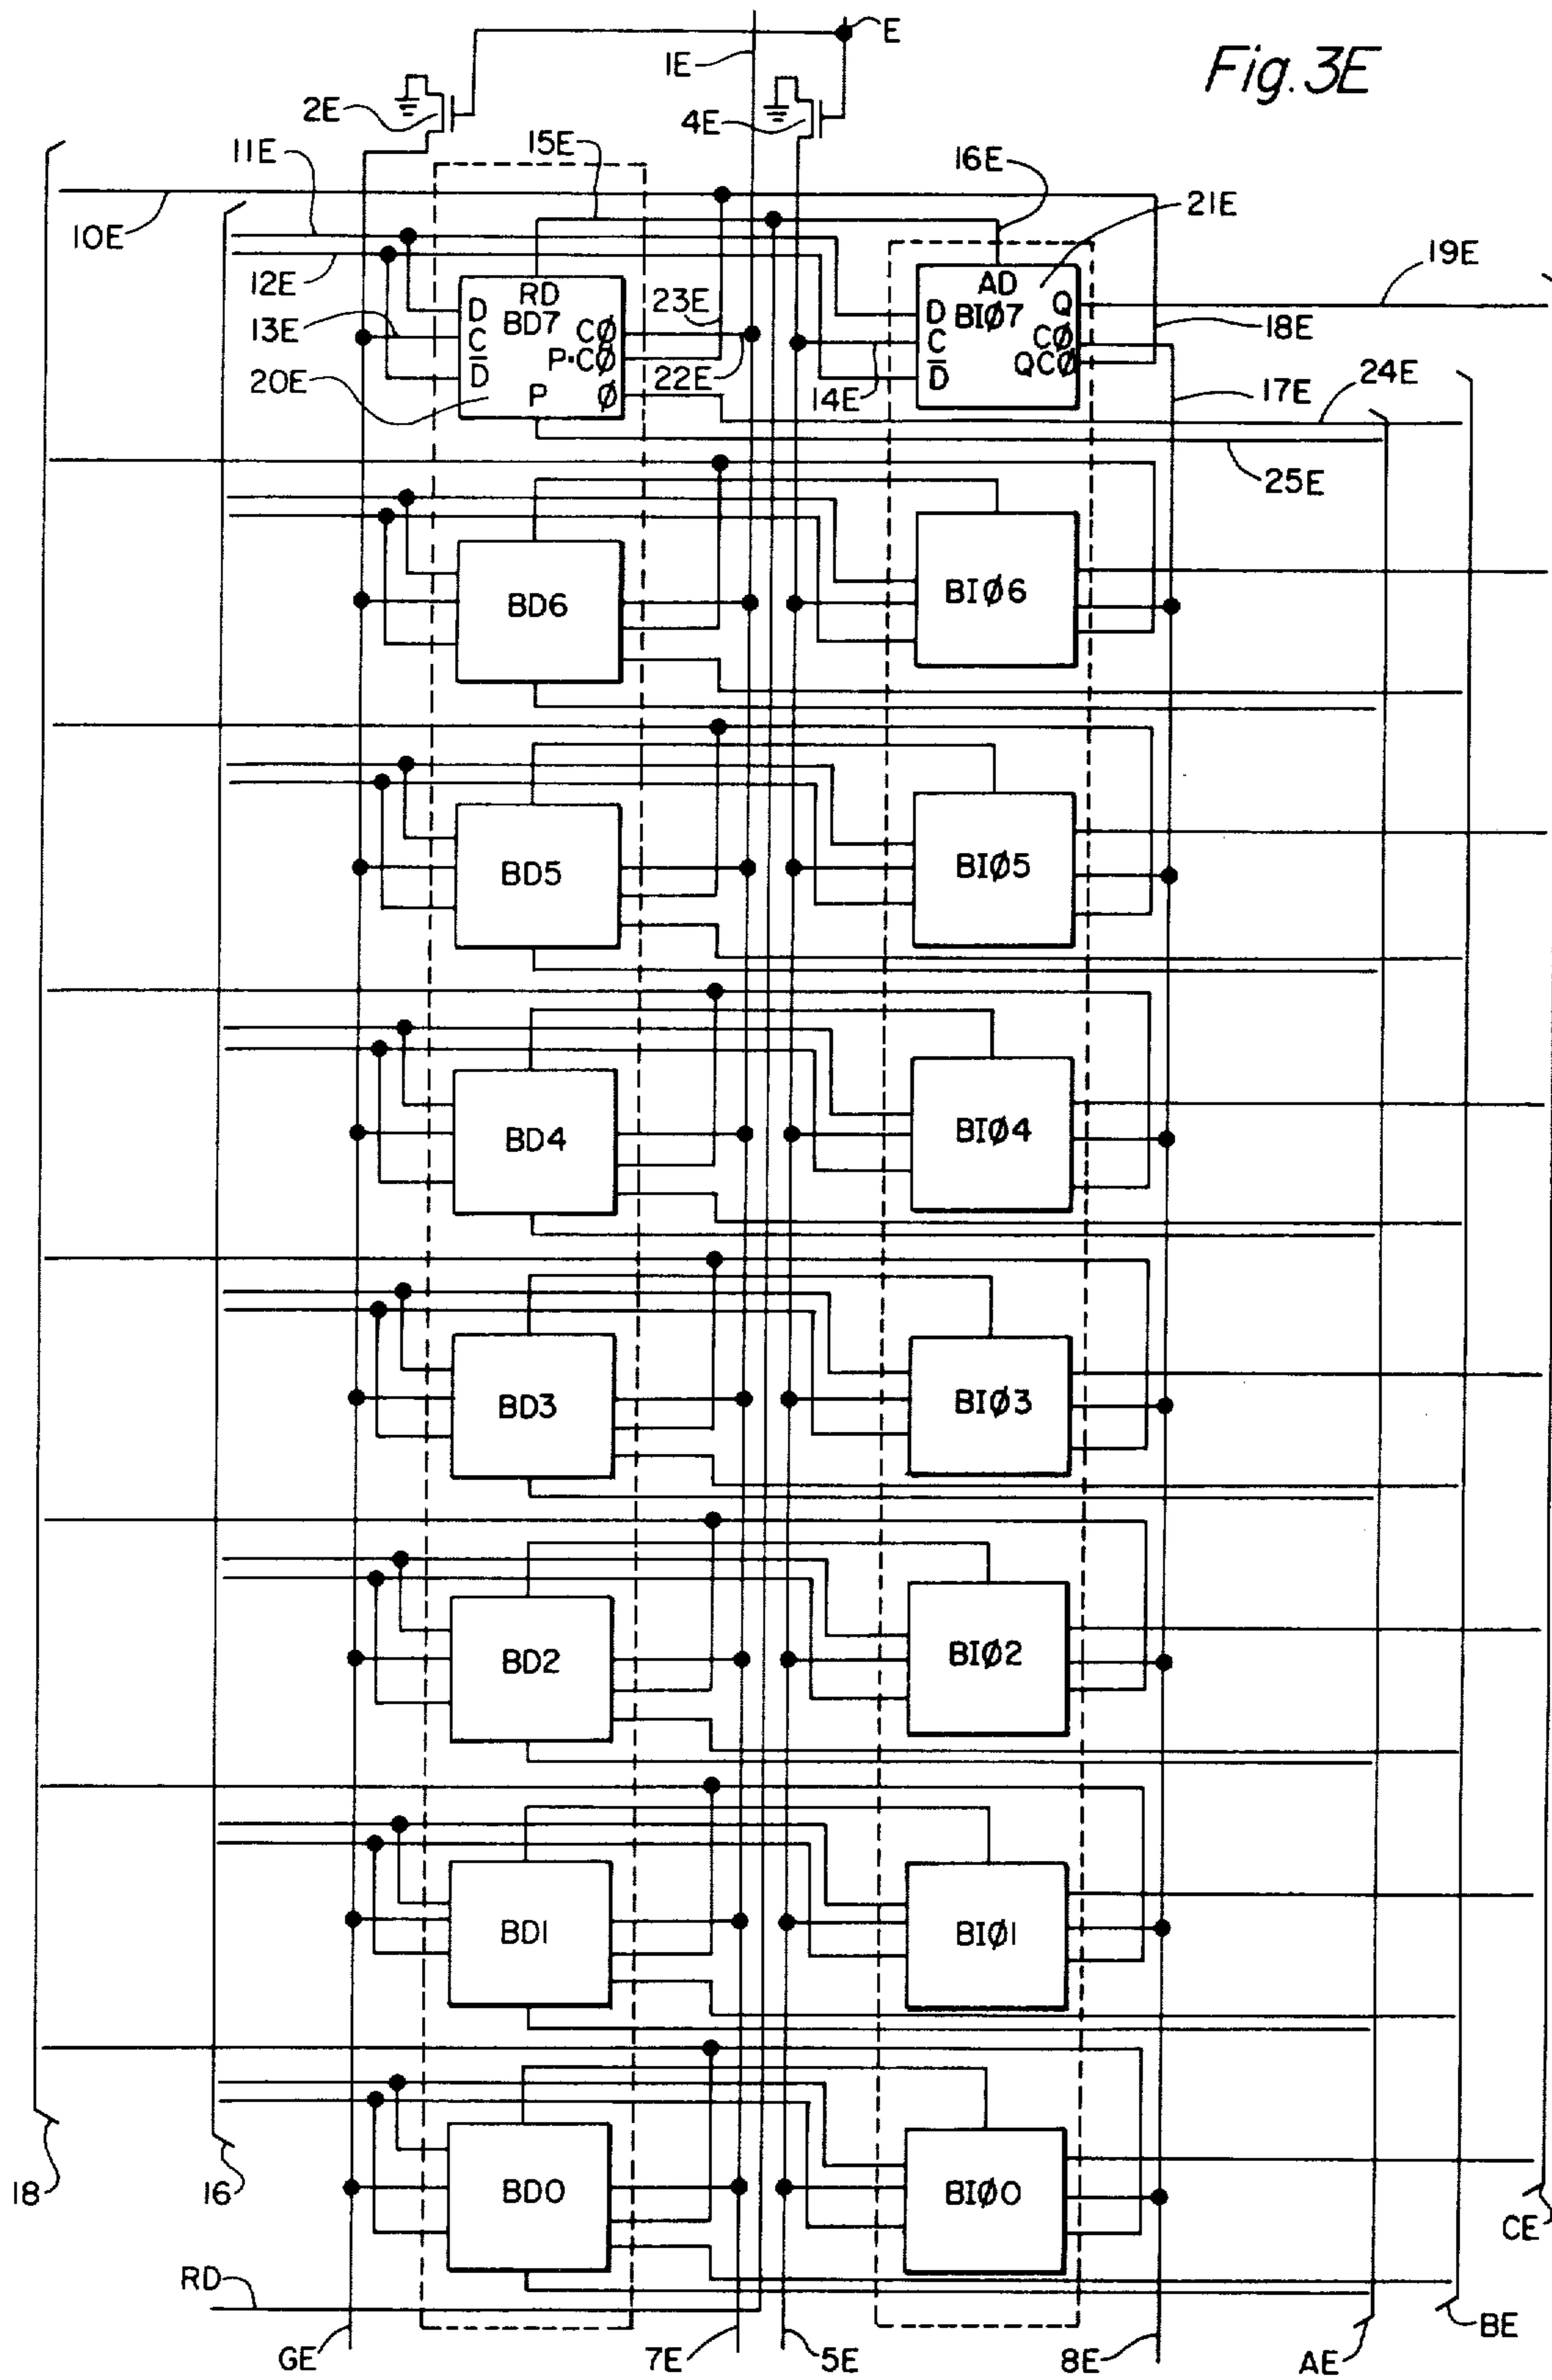 E
1E
Fig. 3E
2E
4E
11E
15E
16E
21E
10E
12E
19E
13E
RD
D BD7 CØ
C P·CØ
D̅
P Ø
23E
22E
20E
AD
D BIØ7 Q
C CØ
D̅ QCØ
14E
18E
24E
17E
25E
BD6
BIØ6
BD5
BIØ5
BD4
BIØ4
BD3
BIØ3
BD2
BIØ2
BD1
BIØ1
BD0
BIØ0
18
16
CE
RD
GE
7E
5E
8E
AE
BE